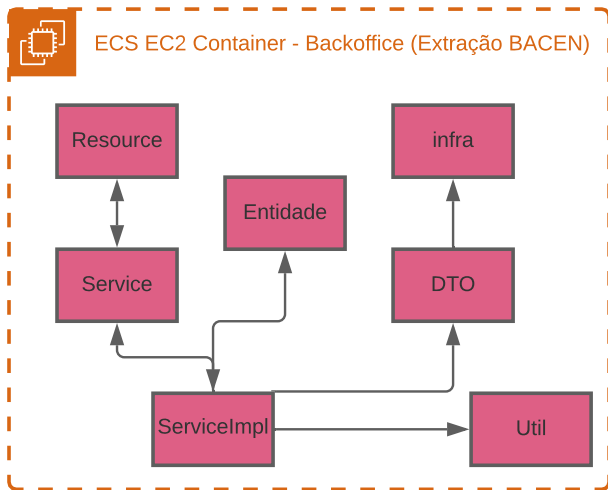 ECS EC2 Container - Backoffice (Extração BACEN)
Resource
infra
Entidade
Service
DTO
ServiceImpl
Util